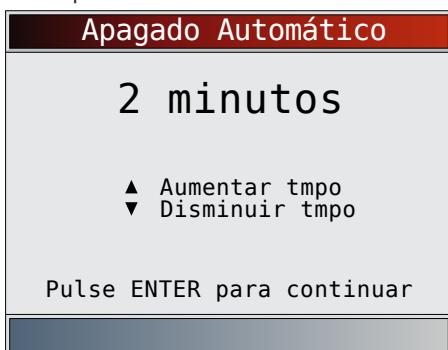 Apagado Automático
2 minutos
▲ Aumentar tmpo
▼ Disminuir tmpo
Pulse ENTER para continuar